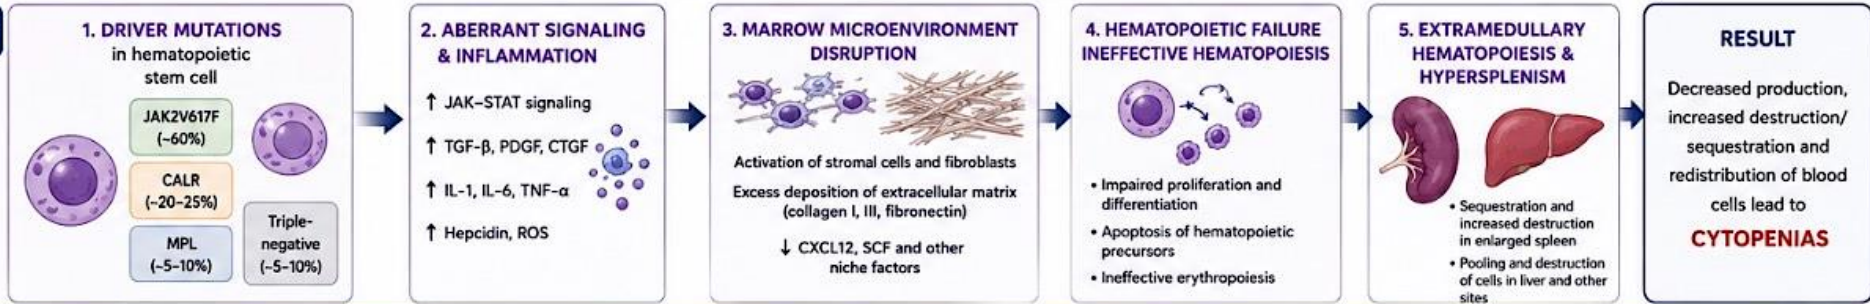 1. DRIVER MUTATIONS
in hematopoietic
stem cell
JAK2V617F
(~60%)
CALR
(~20–25%)
MPL
(~5–10%)
Triple-
negative
(~5–10%)
2. ABERRANT SIGNALING
& INFLAMMATION
↑ JAK–STAT signaling
↑ TGF-β, PDGF, CTGF
↑ IL-1, IL-6, TNF-α
↑ Hepcidin, ROS
3. MARROW MICROENVIRONMENT
DISRUPTION
Activation of stromal cells and fibroblasts
Excess deposition of extracellular matrix
(collagen I, III, fibronectin)
↓ CXCL12, SCF and other
niche factors
4. HEMATOPOIETIC FAILURE
INEFFECTIVE HEMATOPOIESIS
• Impaired proliferation and
differentiation
• Apoptosis of hematopoietic
precursors
• Ineffective erythropoiesis
5. EXTRAMEDULLARY
HEMATOPOIESIS &
HYPERSPLENISM
• Sequestration and
increased destruction
in enlarged spleen
• Pooling and destruction
of cells in liver and other
sites
RESULT
Decreased production,
increased destruction/
sequestration and
redistribution of blood
cells lead to
CYTOPENIAS